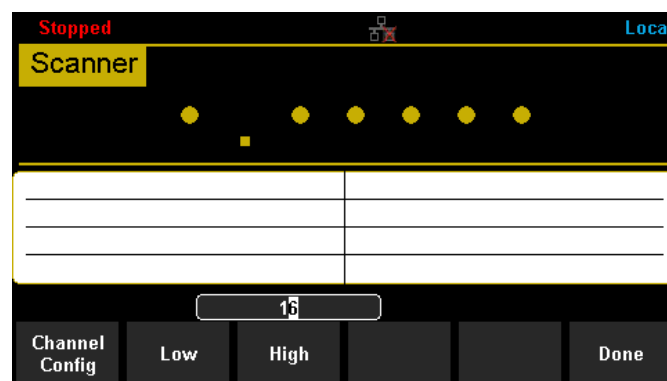 Stopped
Loca
Scanner
16
Channel
Config
Low
High
Done